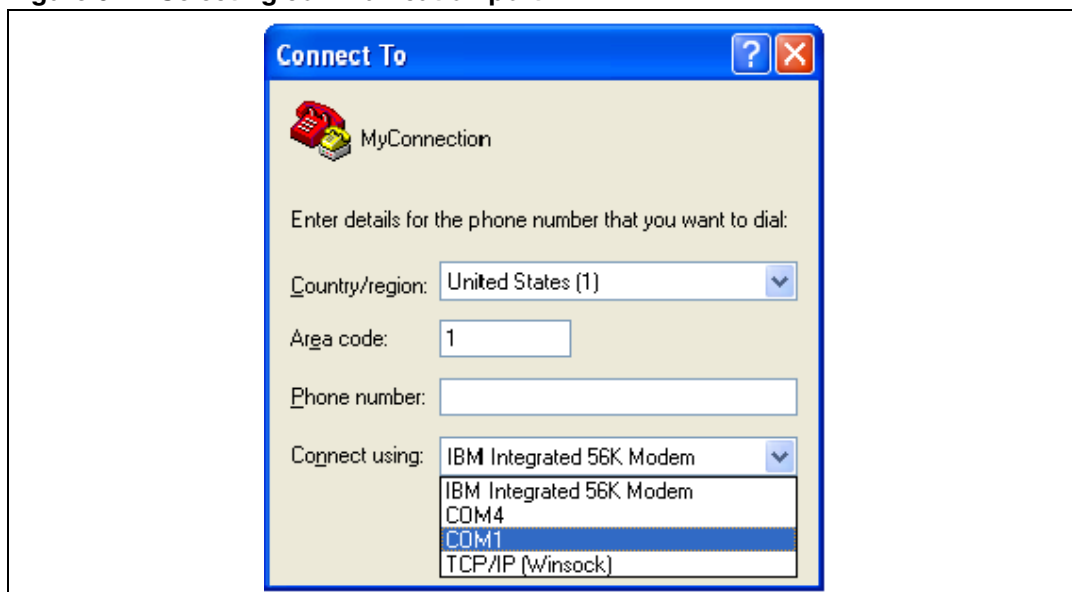 Connect To
MyConnection
Enter details for the phone number that you want to dial:
Country/region: United States (1)
Area code: 1
Phone number:
Connect using: IBM Integrated 56K Modem
IBM Integrated 56K Modem
COM4
COM1
TCP/IP (Winsock)